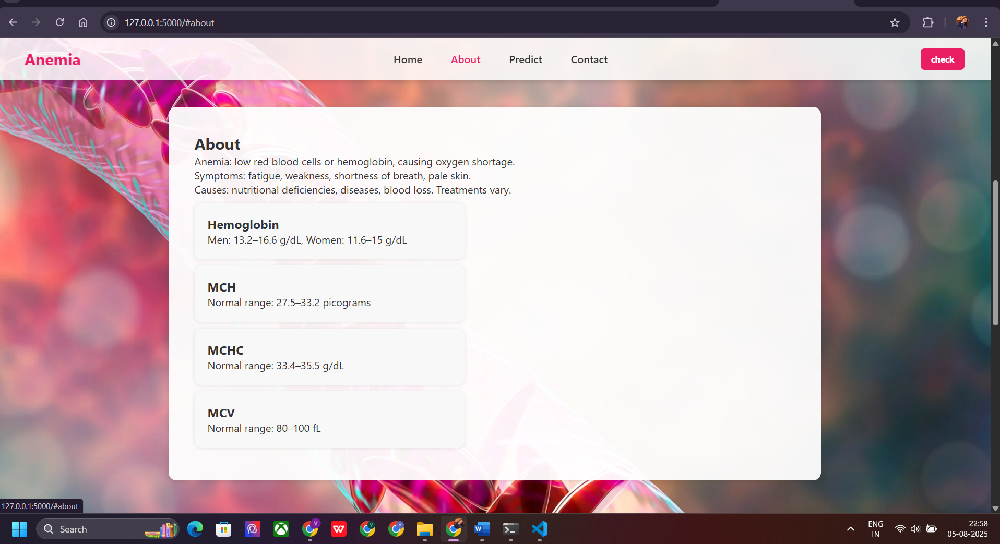 127.0.0.1:5000/#about
Anemia
Home
About
Predict
Contact
check
About
Anemia: low red blood cells or hemoglobin, causing oxygen shortage.
Symptoms: fatigue, weakness, shortness of breath, pale skin.
Causes: nutritional deficiencies, diseases, blood loss. Treatments vary.
Hemoglobin
Men: 13.2–16.6 g/dL, Women: 11.6–15 g/dL
MCH
Normal range: 27.5–33.2 picograms
MCHC
Normal range: 33.4–35.5 g/dL
MCV
Normal range: 80–100 fL
127.0.0.1:5000/#about
Search
V
W
V
V
W
ENG
IN
22:58
05-08-2025